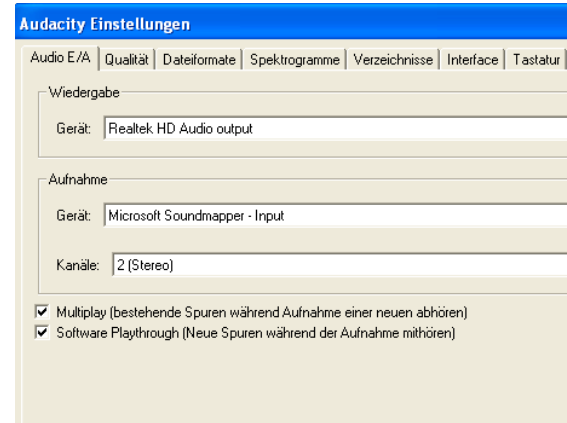 Audacity Einstellungen
Audio E/A Qualität Dateiformate Spektrogramme Verzeichnisse Interface Tastatur
Wiedergabe
Gerät: Realtek HD Audio output
Aufnahme
Gerät: Microsoft Soundmapper - Input
Kanäle: 2 (Stereo)
Multiplay (bestehende Spuren während Aufnahme einer neuen abhören)
Software Playthrough (Neue Spuren während der Aufnahme mithören)